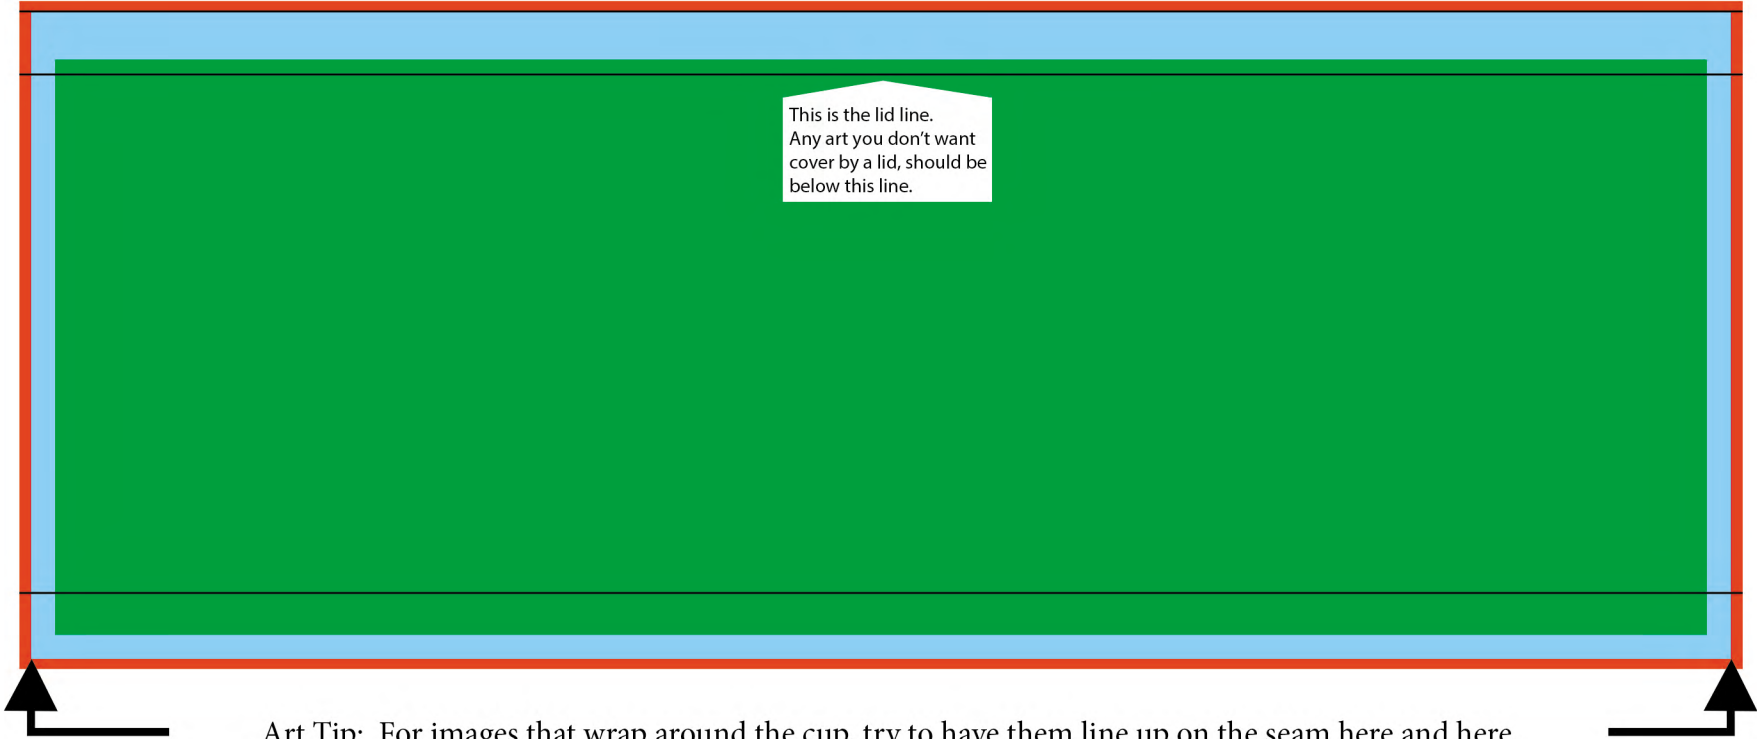 This is the lid line.
Any art you don't want
cover by a lid, should be
below this line.
Art Tip:  For images that wrap around the cup, try to have them line up on the seam here and here